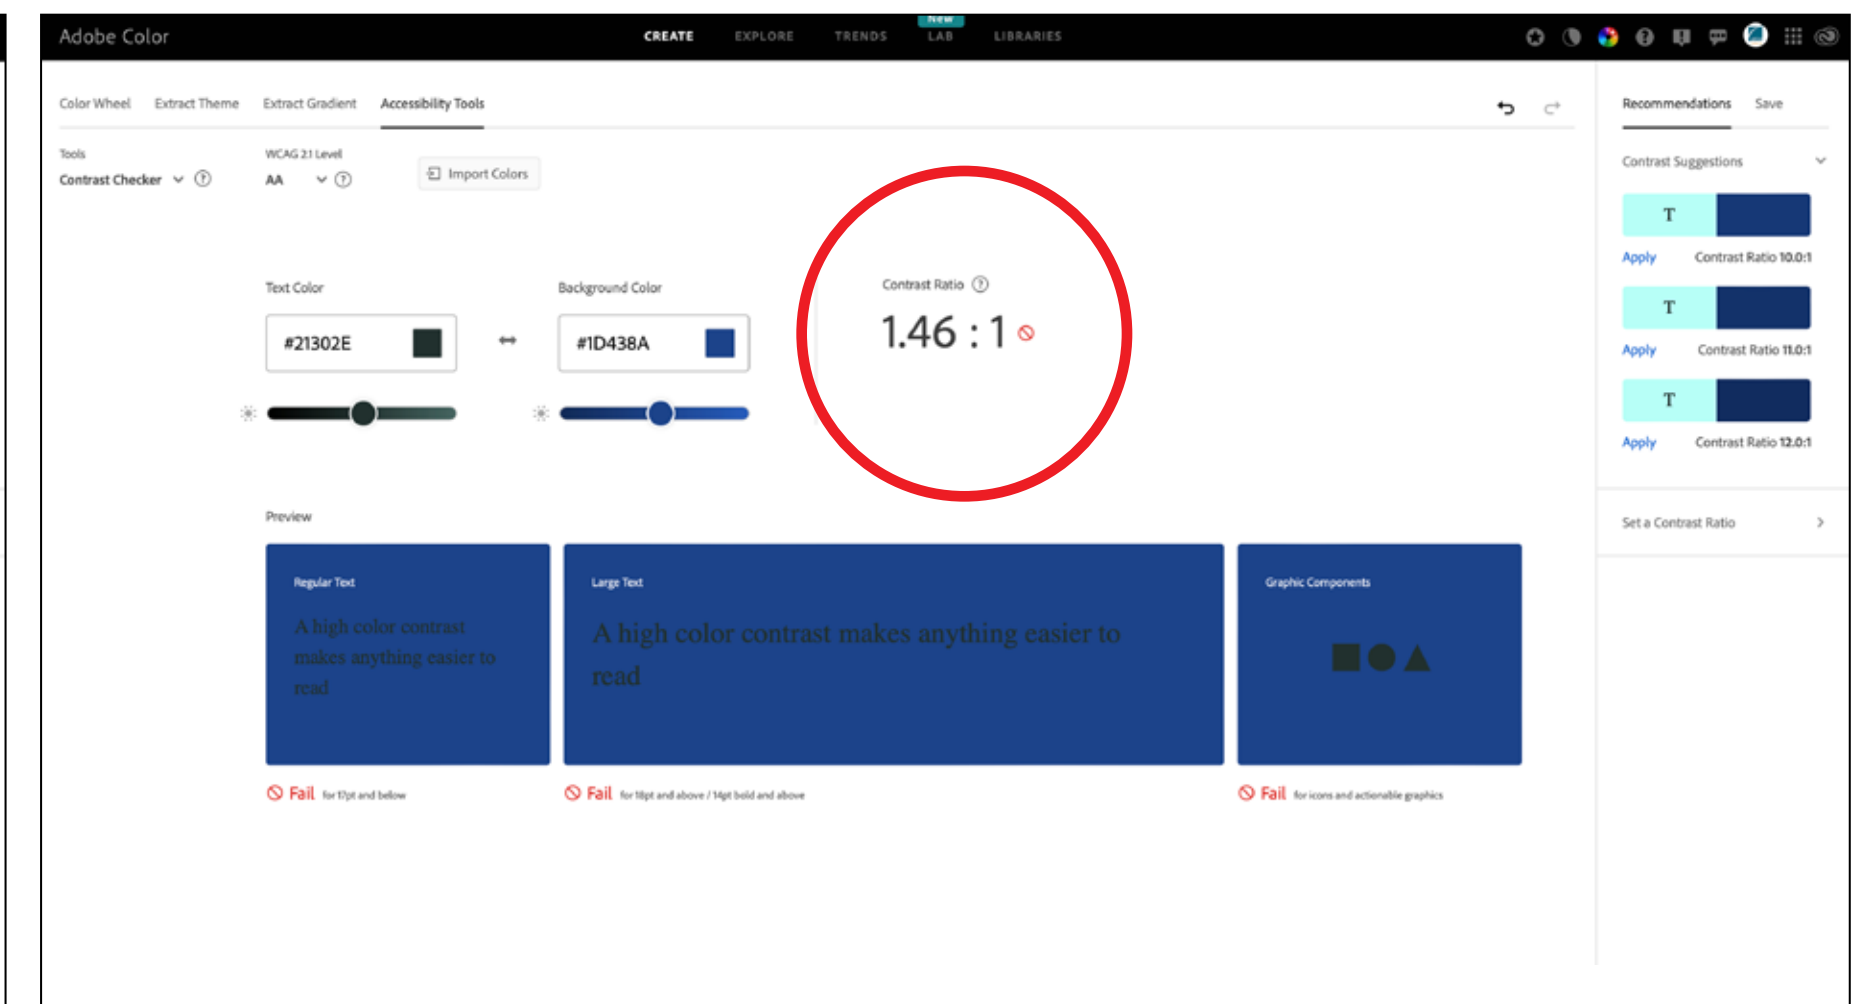 Adobe Color
CREATE
EXPLORE
TRENDS
New
LAB
LIBRARIES
Color Wheel
Extract Theme
Extract Gradient
Accessibility Tools
Recommendations
Save
Tools
Contrast Checker
WCAG 2.1 Level
AA
Import Colors
Contrast Suggestions
T
Apply
Contrast Ratio 10.0:1
T
Apply
Contrast Ratio 11.0:1
T
Apply
Contrast Ratio 12.0:1
Set a Contrast Ratio
Text Color
#21302E
Background Color
#1D438A
Contrast Ratio
1.46 : 1
Preview
Regular Text
A high color contrast
makes anything easier to
read
Large Text
A high color contrast makes anything easier to
read
Graphic Components
Fail for 17pt and below
Fail for 18pt and above / 14pt bold and above
Fail for icons and actionable graphics